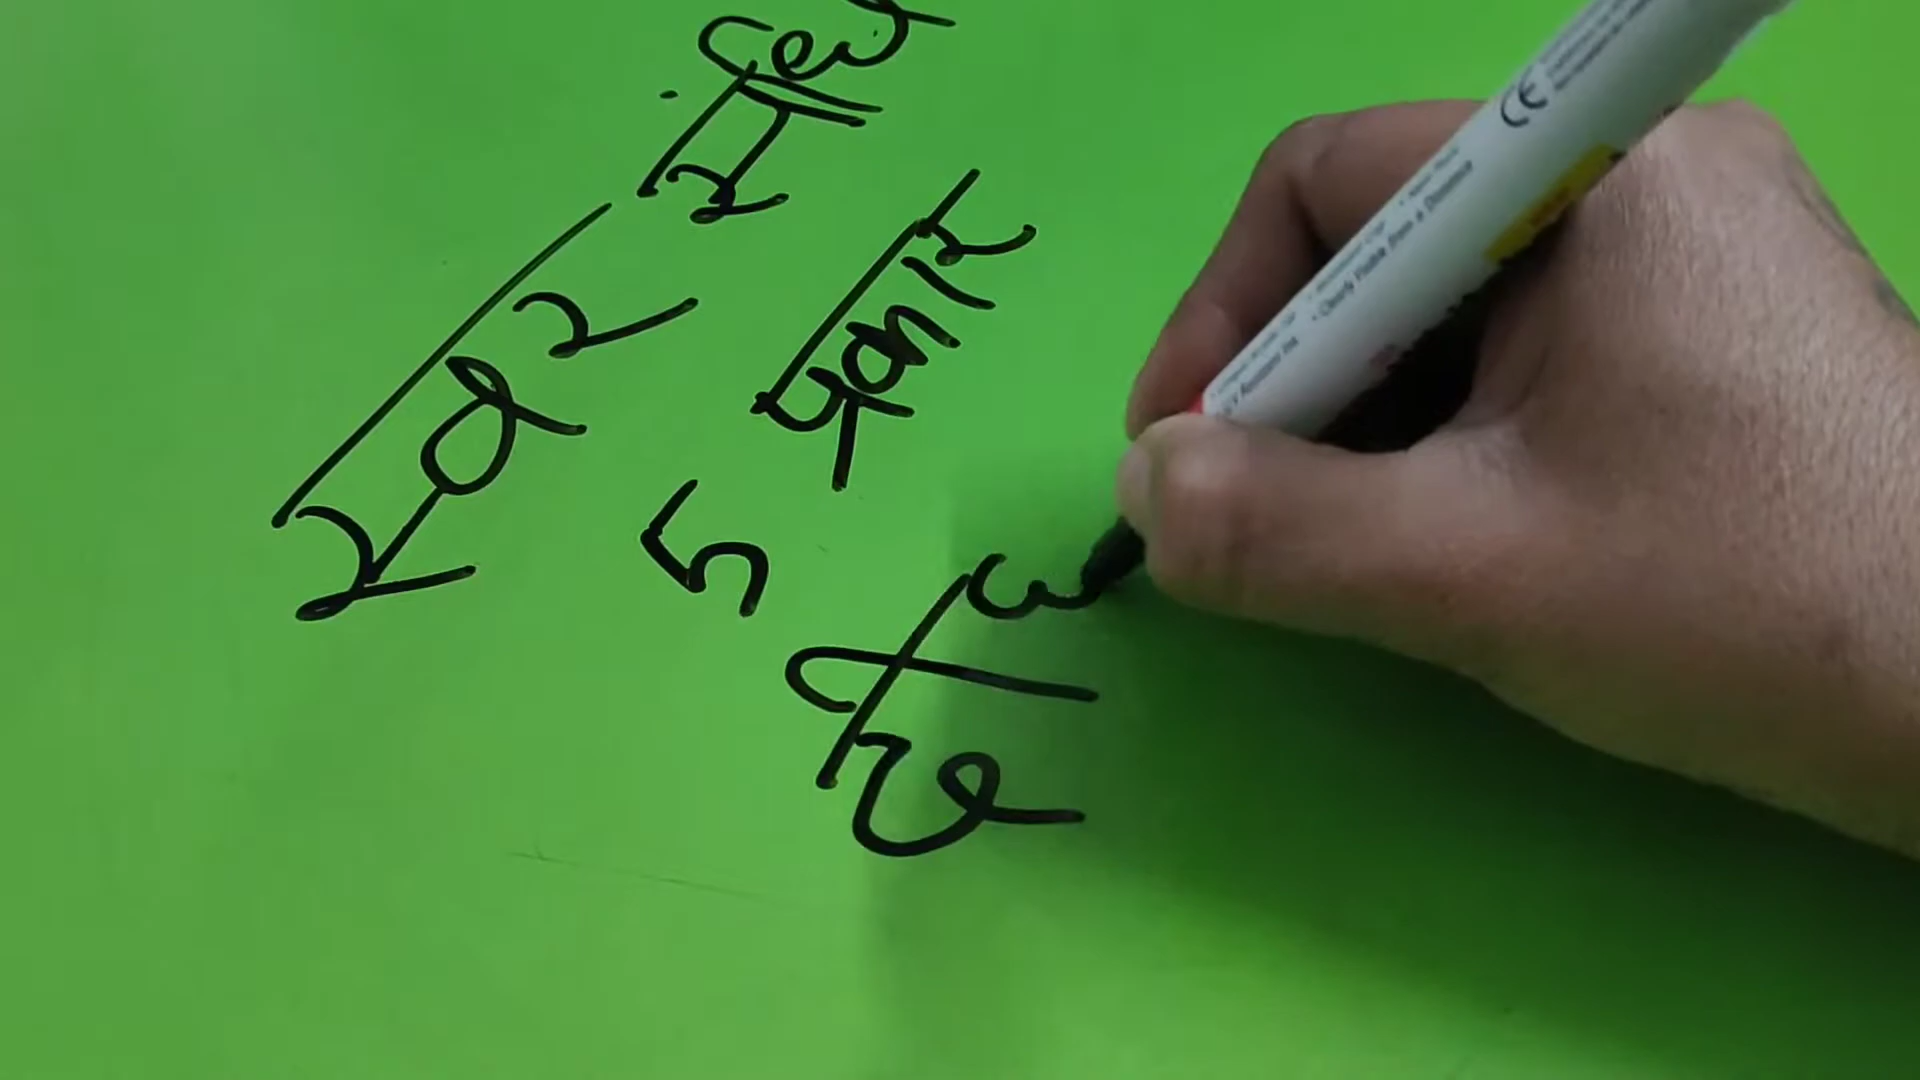 स्वर संधि
5 प्रकार
दी